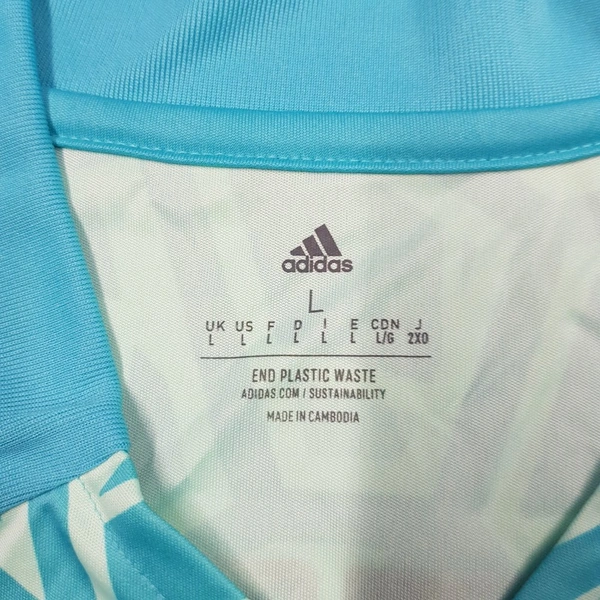 adidas
L
UK US F D I E CDN J
L L L L L L L/G 2XO
END PLASTIC WASTE
ADIDAS.COM / SUSTAINABILITY
MADE IN CAMBODIA